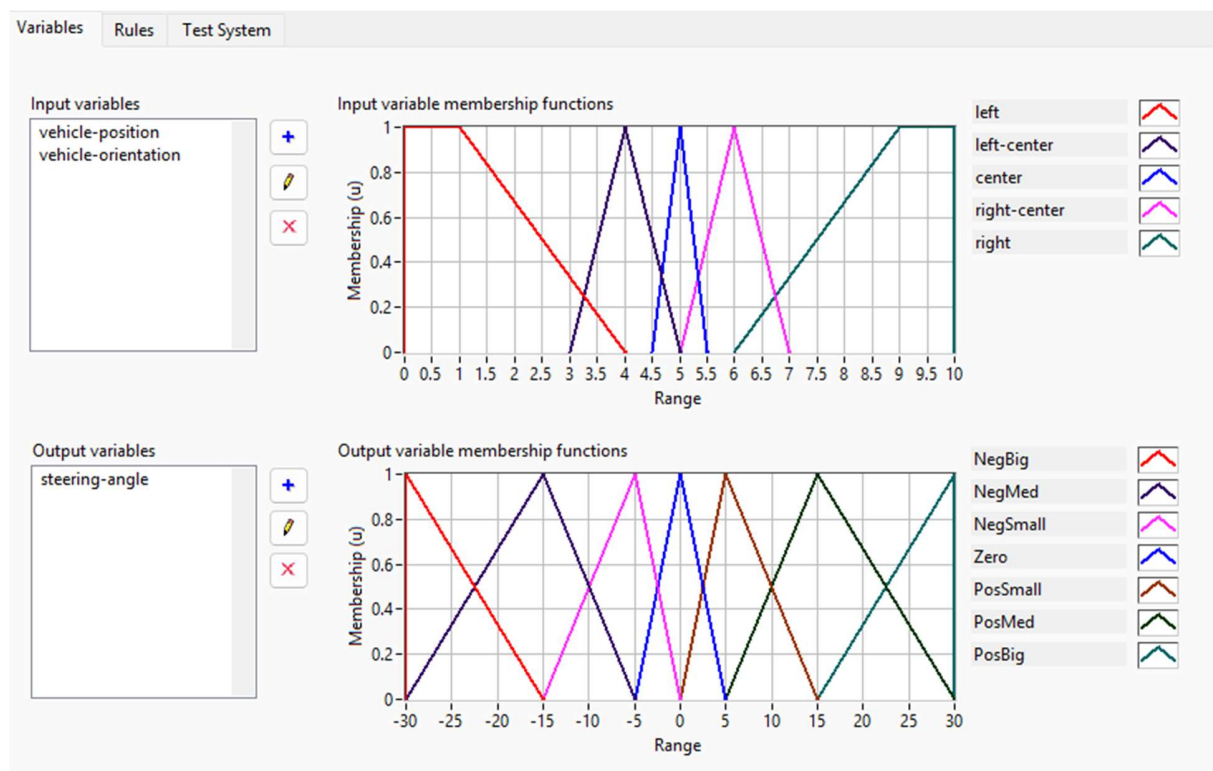 Variables Rules Test System
Input variables
vehicle-position
vehicle-orientation
Input variable membership functions
Membership (u)
1
0.8
0.6
0.4
0.2
0
0 0.5 1 1.5 2 2.5 3 3.5 4 4.5 5 5.5 6 6.5 7 7.5 8 8.5 9 9.5 10
Range
left
left-center
center
right-center
right
Output variables
steering-angle
Output variable membership functions
Membership (u)
1
0.8
0.6
0.4
0.2
0
-30 -25 -20 -15 -10 -5 0 5 10 15 20 25 30
Range
NegBig
NegMed
NegSmall
Zero
PosSmall
PosMed
PosBig